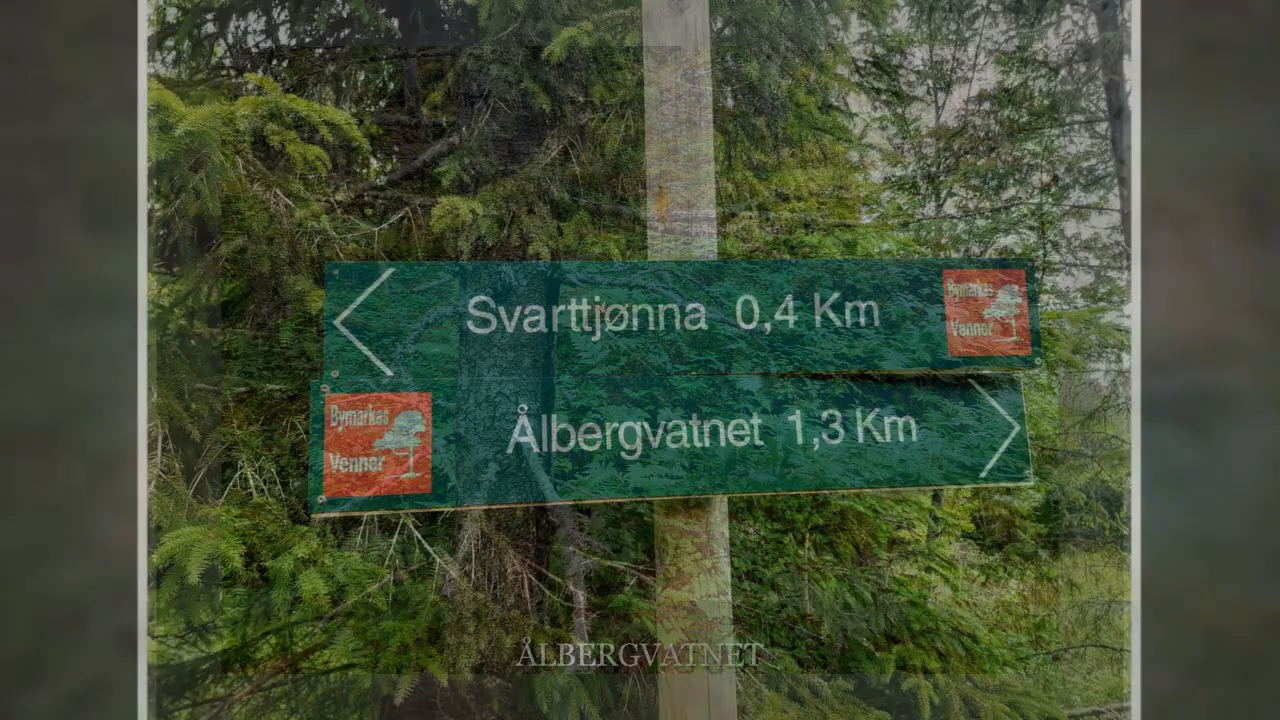 Svarttjønna 0,4 Km
Bymarkas
Venner
Bymarkas
Venner
Ålbergvatnet 1,3 Km
ÅLBERGVATNET